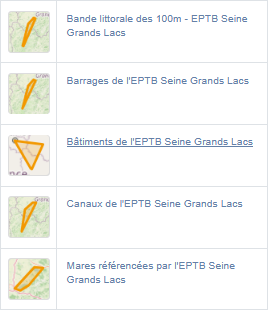 Bande littorale des 100m - EPTB Seine
Grands Lacs
Barrages de l'EPTB Seine Grands Lacs
Bâtiments de l'EPTB Seine Grands Lacs
Canaux de l'EPTB Seine Grands Lacs
Mares référencées par l'EPTB Seine
Grands Lacs